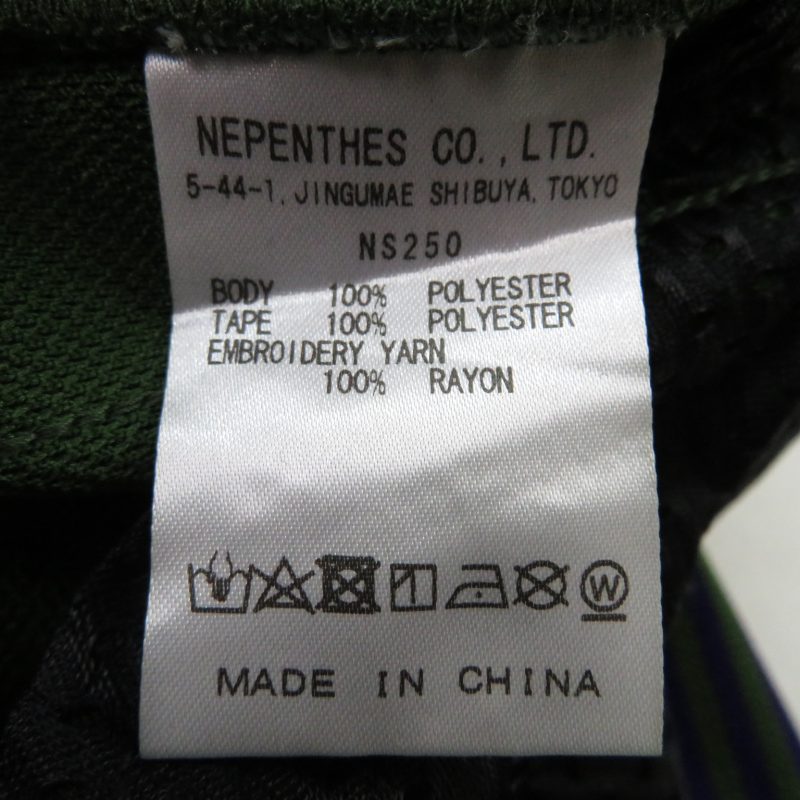 NEPENTHES CO., LTD.
5-44-1, JINGUMAE SHIBUYA, TOKYO
NS250
BODY 100% POLYESTER
TAPE 100% POLYESTER
EMBROIDERY YARN
100% RAYON
W
MADE IN CHINA